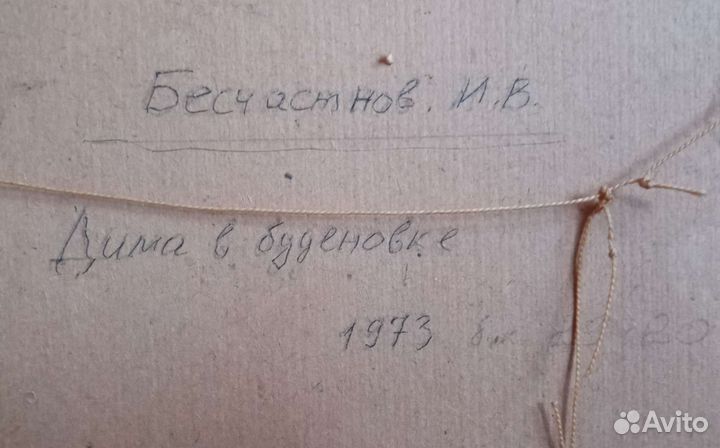 Бесчастнов. И.В.
Дима в буденовке
1973
Avito